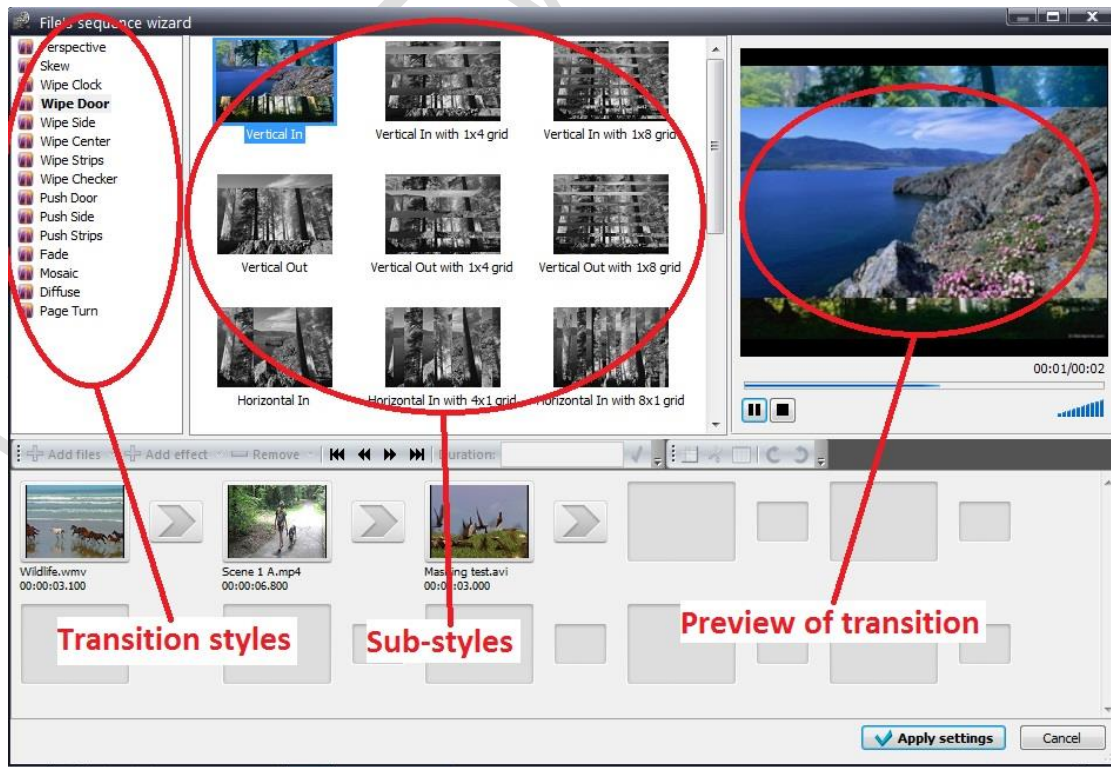 File's sequence wizard
Perspective
Skew
Wipe Clock
Wipe Door
Wipe Side
Wipe Center
Wipe Strips
Wipe Checker
Push Door
Push Side
Push Strips
Fade
Mosaic
Diffuse
Page Turn
Vertical In
Vertical In with 1x4 grid
Vertical In with 1x8 grid
Vertical Out
Vertical Out with 1x4 grid
Vertical Out with 1x8 grid
Horizontal In
Horizontal In with 4x1 grid
Horizontal In with 8x1 grid
00:01/00:02
Add files
Add effect
Remove
Duration:
Wildlife.wmv
00:00:03.100
Scene 1 A.mp4
00:00:06.800
Masking test.avi
00:00:03.000
Transition styles
Sub-styles
Preview of transition
Apply settings
Cancel